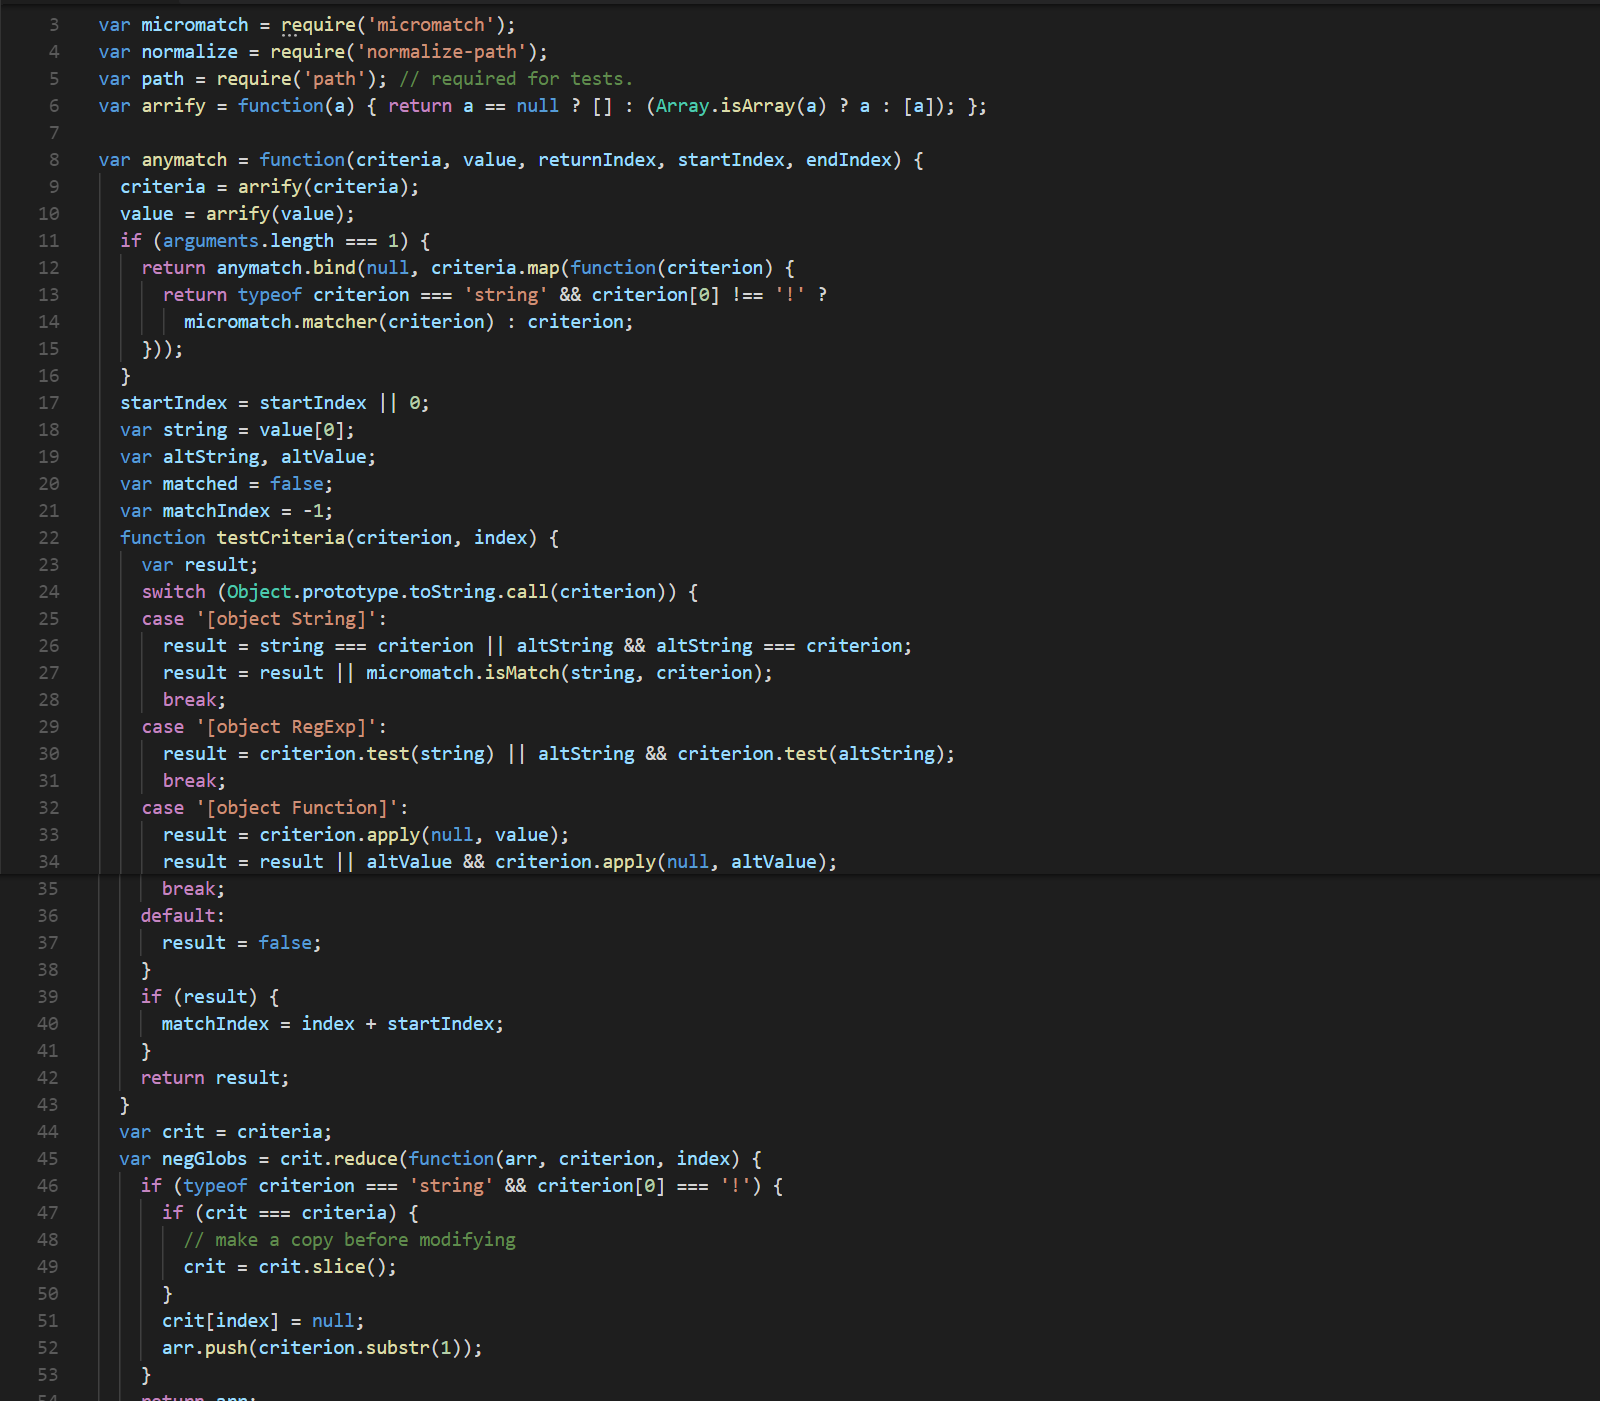 3 var micromatch = require('micromatch');
4 var normalize = require('normalize-path');
5 var path = require('path'); // required for tests.
6 var arrify = function(a) { return a == null ? [] : (Array.isArray(a) ? a : [a]); };
7
8 var anymatch = function(criteria, value, returnIndex, startIndex, endIndex) {
9   criteria = arrify(criteria);
10   value = arrify(value);
11   if (arguments.length === 1) {
12     return anymatch.bind(null, criteria.map(function(criterion) {
13       return typeof criterion === 'string' && criterion[0] !== '!' ?
14         micromatch.matcher(criterion) : criterion;
15     }));
16   }
17   startIndex = startIndex || 0;
18   var string = value[0];
19   var altString, altValue;
20   var matched = false;
21   var matchIndex = -1;
22   function testCriteria(criterion, index) {
23     var result;
24     switch (Object.prototype.toString.call(criterion)) {
25     case '[object String]':
26       result = string === criterion || altString && altString === criterion;
27       result = result || micromatch.isMatch(string, criterion);
28       break;
29     case '[object RegExp]':
30       result = criterion.test(string) || altString && criterion.test(altString);
31       break;
32     case '[object Function]':
33       result = criterion.apply(null, value);
34       result = result || altValue && criterion.apply(null, altValue);
35       break;
36     default:
37       result = false;
38     }
39     if (result) {
40       matchIndex = index + startIndex;
41     }
42     return result;
43   }
44   var crit = criteria;
45   var negGlobs = crit.reduce(function(arr, criterion, index) {
46     if (typeof criterion === 'string' && criterion[0] === '!') {
47       if (crit === criteria) {
48         // make a copy before modifying
49         crit = crit.slice();
50       }
51       crit[index] = null;
52       arr.push(criterion.substr(1));
53     }
54     return arr;